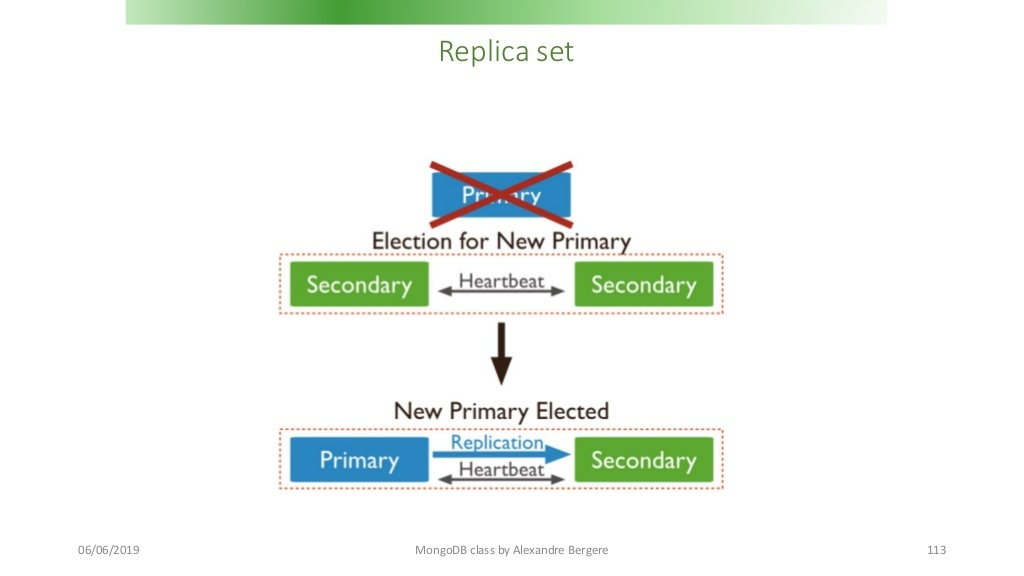 Replica set
Primary
Election for New Primary
Secondary
Heartbeat
Secondary
New Primary Elected
Primary
Replication
Heartbeat
Secondary
06/06/2019
MongoDB class by Alexandre Bergere
113